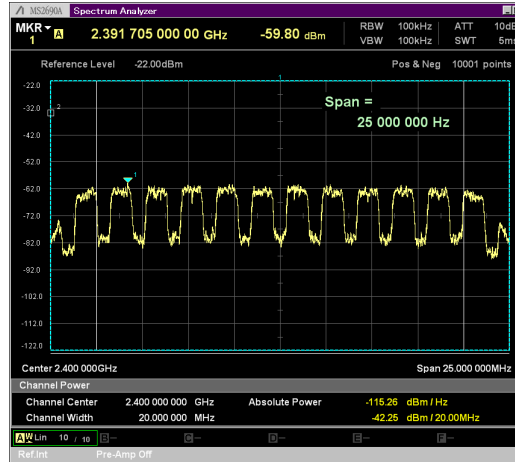 MS2690A Spectrum Analyzer
MKR 1 A 2.391 705 000 00 GHz -59.80 dBm RBW 100kHz ATT 10dB
VBW 100kHz SWT 5ms
Reference Level -22.00dBm Pos & Neg 10001 points
-22.0
1
-32.0
2
Span =
25 000 000 Hz
-42.0
-52.0
-62.0
1
-72.0
-82.0
-92.0
-102.0
-112.0
-122.0
Center 2.400 000GHz Span 25.000 000MHz
Channel Power
Channel Center 2.400 000 000 GHz Absolute Power -115.26 dBm / Hz
Channel Width 20.000 000 MHz -42.25 dBm / 20.00MHz
A W Lin 10 / 10 B - C - D - E - F -
Ref.Int Pre-Amp Off